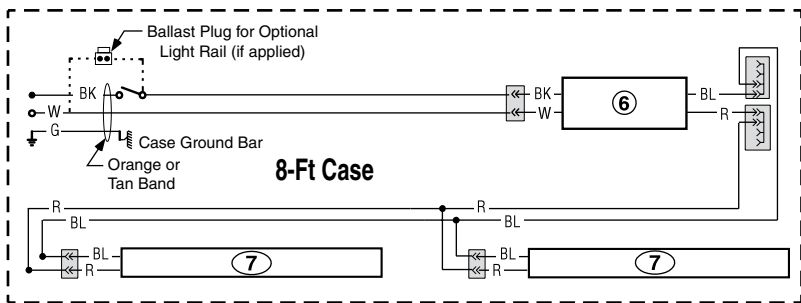 Ballast Plug for Optional
Light Rail (if applied)
BK
BK
6
BL
W
W
R
G
Case Ground Bar
Orange or
Tan Band
8-Ft Case
R
R
BL
BL
BL
7
BL
7
R
R